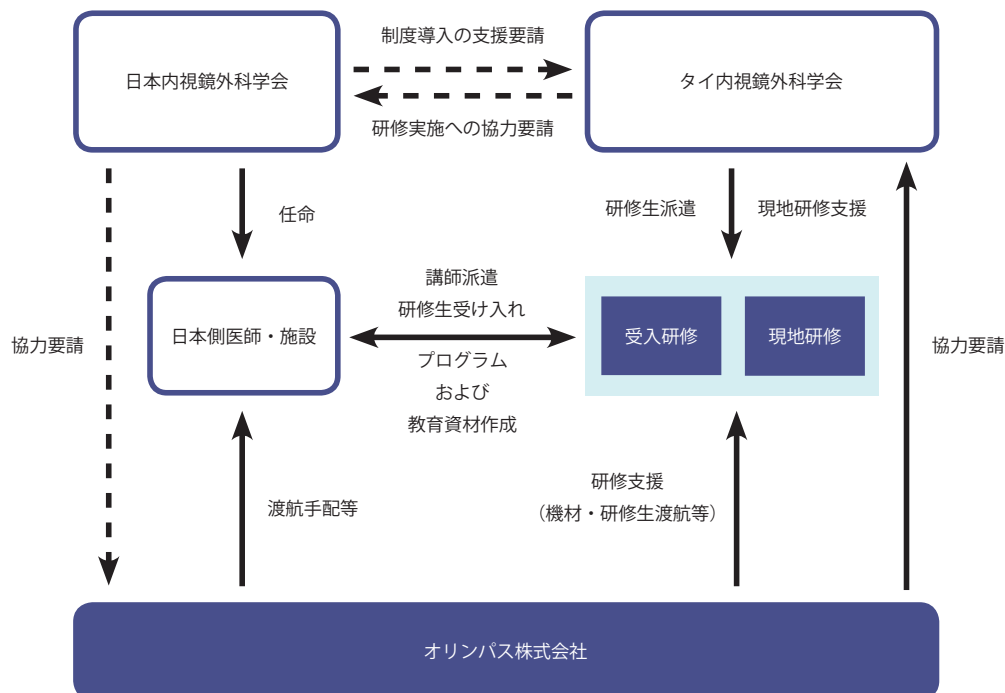 制度導入の支援要請
日本内視鏡外科学会
タイ内視鏡外科学会
研修実施への協力要請
任命
研修生派遣
現地研修支援
講師派遣
研修生受け入れ
日本側医師・施設
受入研修
現地研修
協力要請
協力要請
プログラム
および
教育資材作成
渡航手配等
研修支援
（機材・研修生渡航等）
オリンパス株式会社